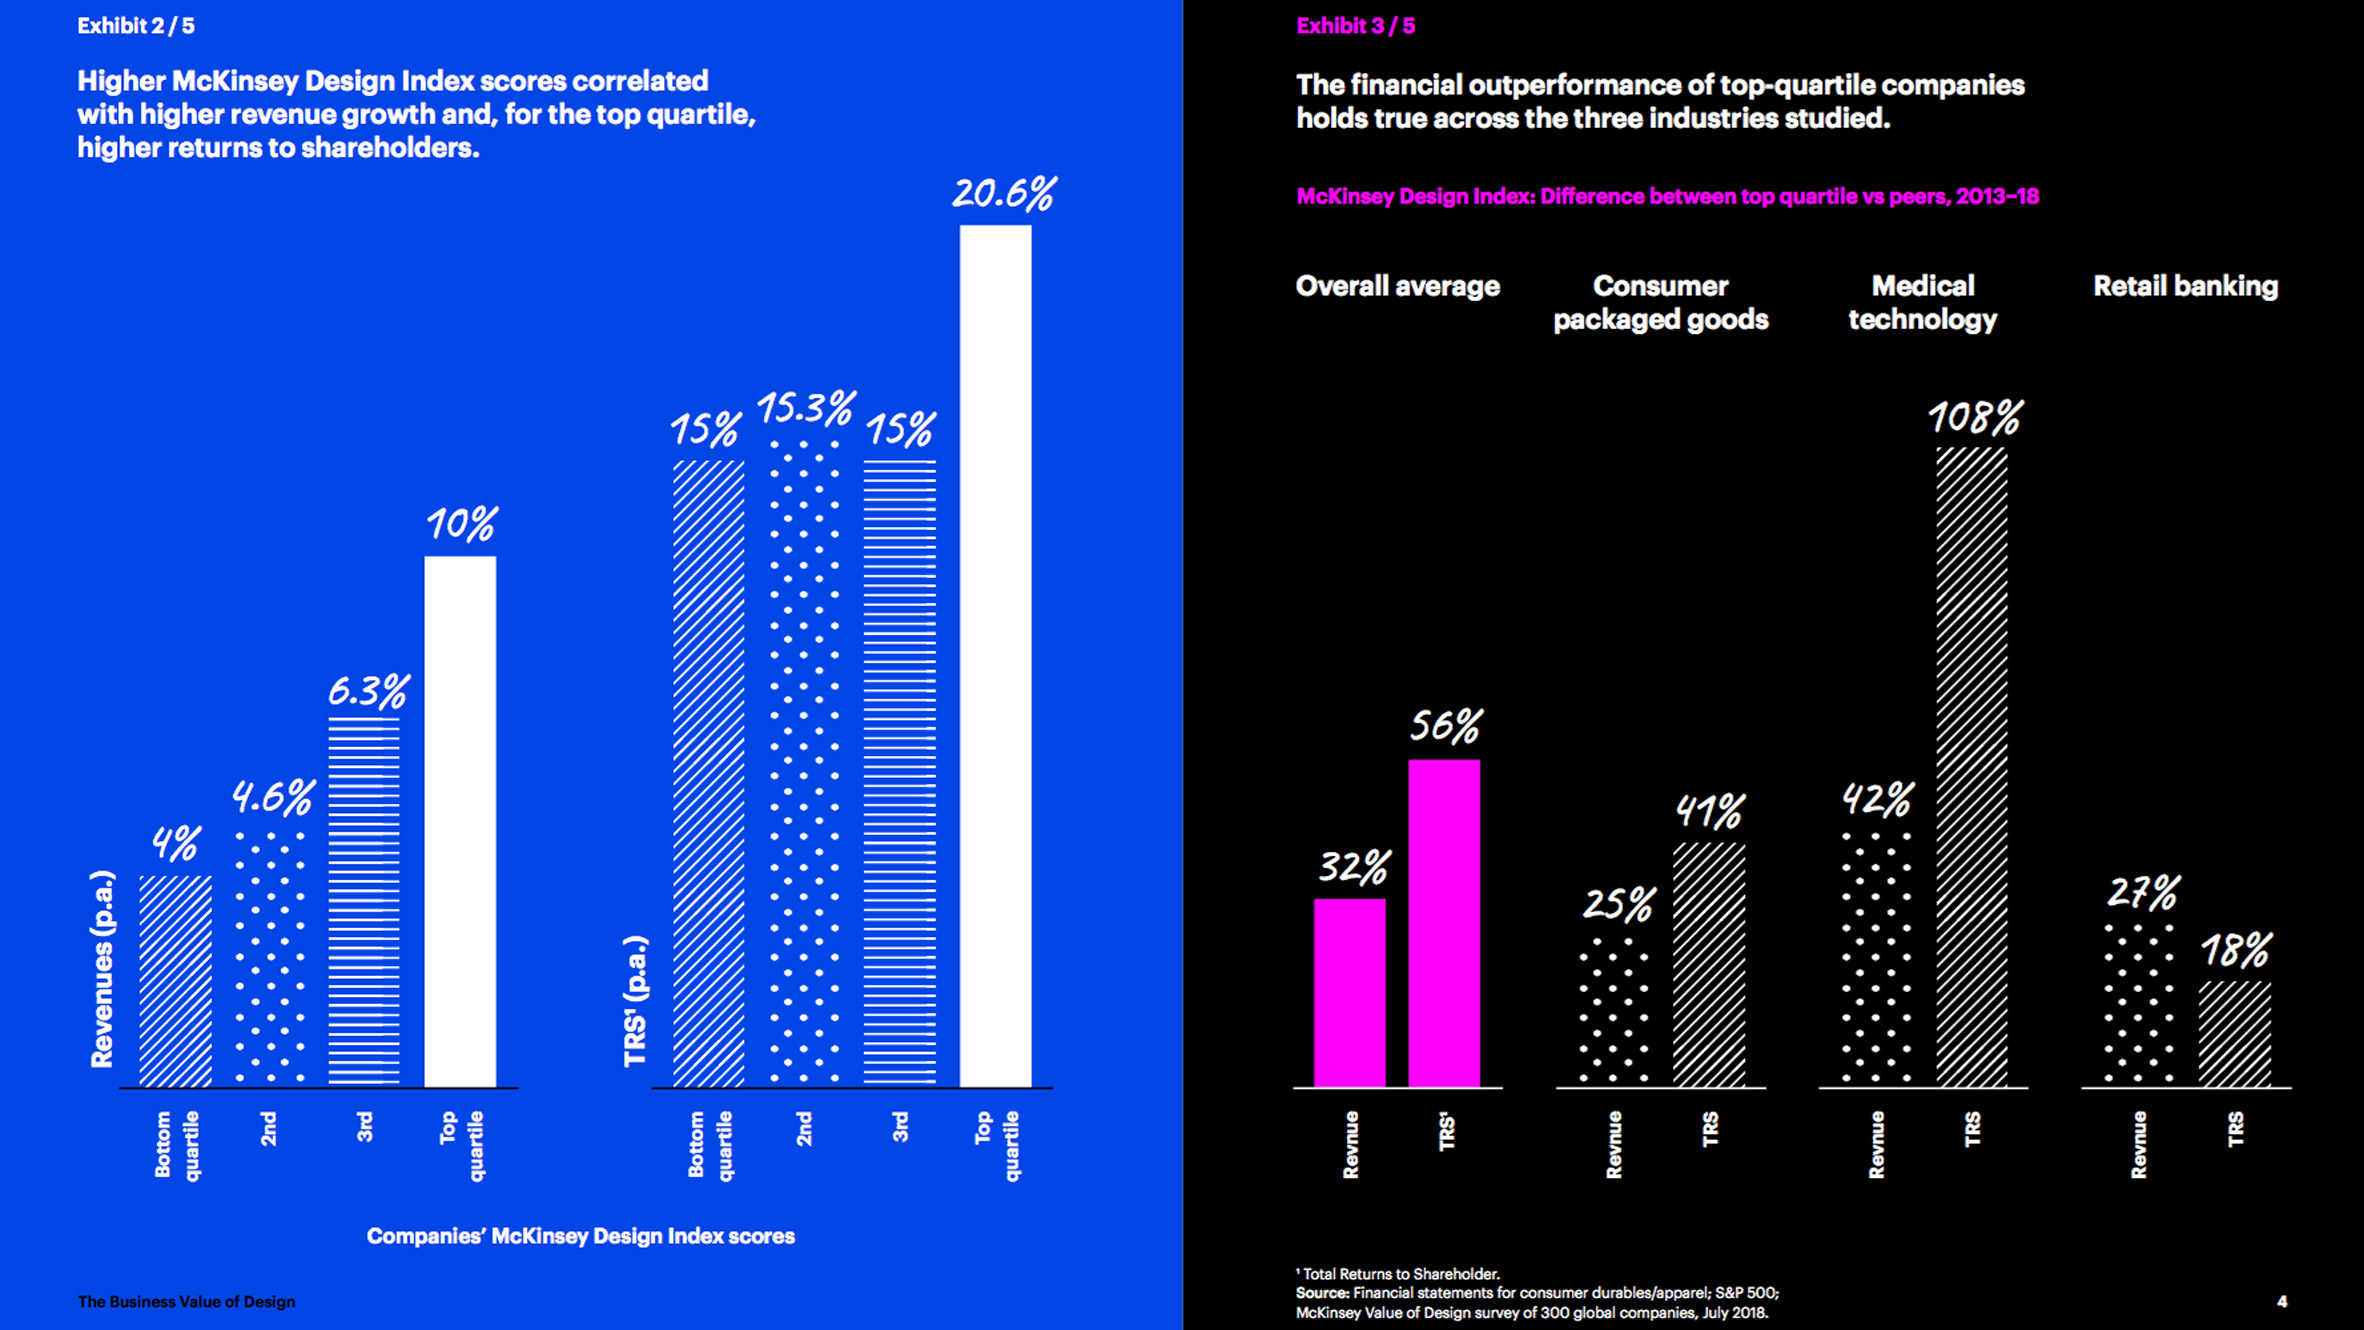 Exhibit 2 / 5
Higher McKinsey Design Index scores correlated
with higher revenue growth and, for the top quartile,
higher returns to shareholders.
Revenues (p.a.)
4%
4.6%
6.3%
10%
Bottom
quartile
2nd
3rd
Top
quartile
TRS¹ (p.a.)
15%
15.3%
15%
20.6%
Bottom
quartile
2nd
3rd
Top
quartile
Companies’ McKinsey Design Index scores
The Business Value of Design
Exhibit 3 / 5
The financial outperformance of top-quartile companies
holds true across the three industries studied.
McKinsey Design Index: Difference between top quartile vs peers, 2013–18
Overall average
32%
56%
Revnue
TRS¹
Consumer
packaged goods
25%
41%
Revnue
TRS
Medical
technology
42%
108%
Revnue
TRS
Retail banking
27%
18%
Revnue
TRS
¹ Total Returns to Shareholder.
Source: Financial statements for consumer durables/apparel; S&P 500;
McKinsey Value of Design survey of 300 global companies, July 2018.
4